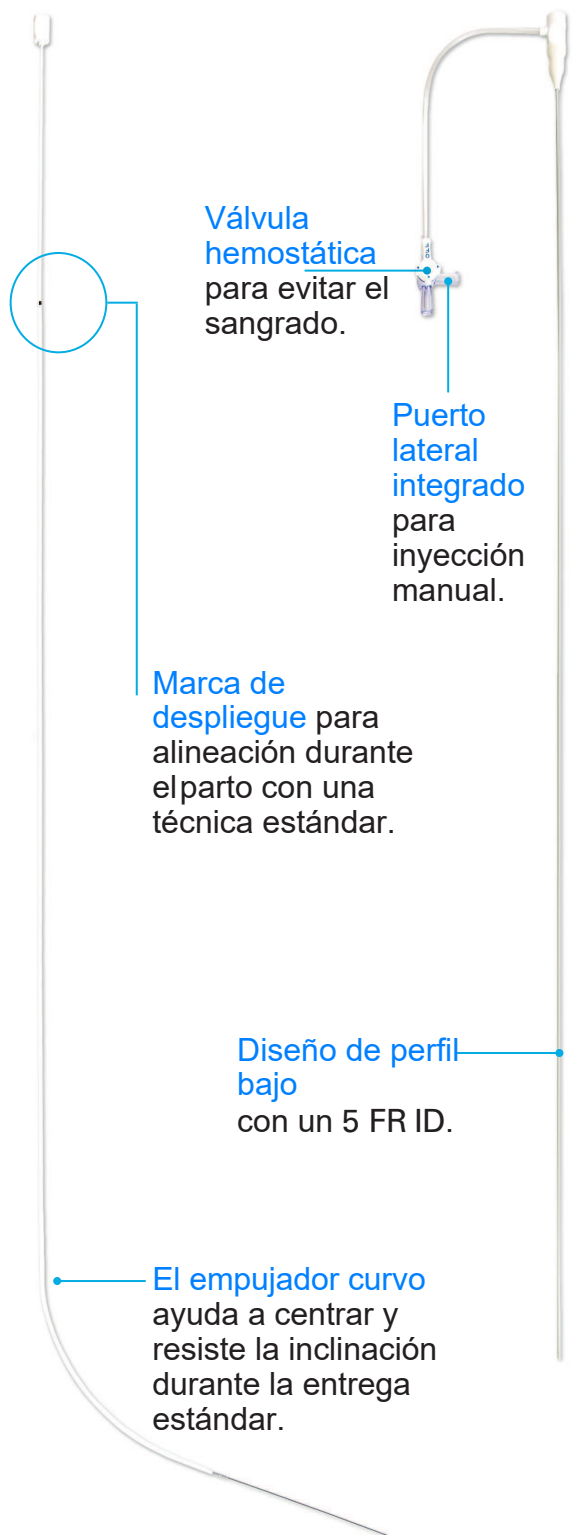 Válvula
hemostática
para evitar el
sangrado.
Puerto
lateral
integrado
para
inyección
manual.
Marca de
despliegue para
alineación durante
elparto con una
técnica estándar.
Diseño de perfil
bajo
con un 5 FR ID.
El empujador curvo
ayuda a centrar y
resiste la inclinación
durante la entrega
estándar.